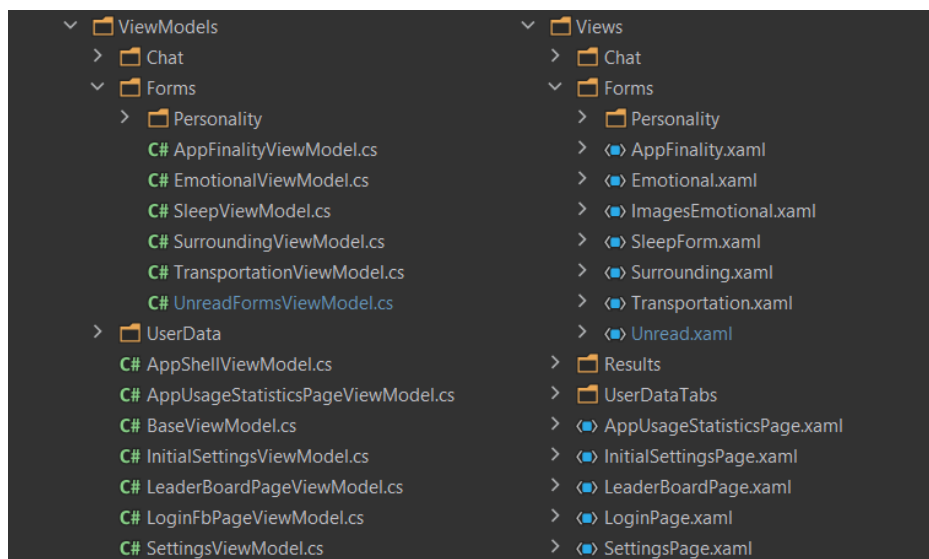 ViewModels
Chat
Forms
Personality
C# AppFinalityViewModel.cs
C# EmotionalViewModel.cs
C# SleepViewModel.cs
C# SurroundingViewModel.cs
C# TransportationViewModel.cs
C# UnreadFormsViewModel.cs
UserData
C# AppShellViewModel.cs
C# AppUsageStatisticsPageViewModel.cs
C# BaseViewModel.cs
C# InitialSettingsViewModel.cs
C# LeaderBoardPageViewModel.cs
C# LoginFbPageViewModel.cs
C# SettingsViewModel.cs
Views
Chat
Forms
Personality
AppFinality.xaml
Emotional.xaml
ImagesEmotional.xaml
SleepForm.xaml
Surrounding.xaml
Transportation.xaml
Unread.xaml
Results
UserDataTabs
AppUsageStatisticsPage.xaml
InitialSettingsPage.xaml
LeaderBoardPage.xaml
LoginPage.xaml
SettingsPage.xaml